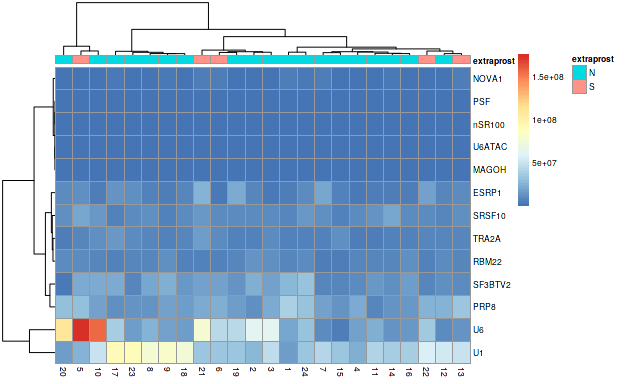 extraprost
NOVA1
PSF
nSR100
U6ATAC
MAGOH
ESRP1
SRSF10
TRA2A
RBM22
SF3BTV2
PRP8
U6
U1
20 5 10 17 23 8 9 18 21 6 19 2 3 1 24 7 15 4 11 14 16 22 12 13
1.5e+08
1e+08
5e+07
extraprost
N
S